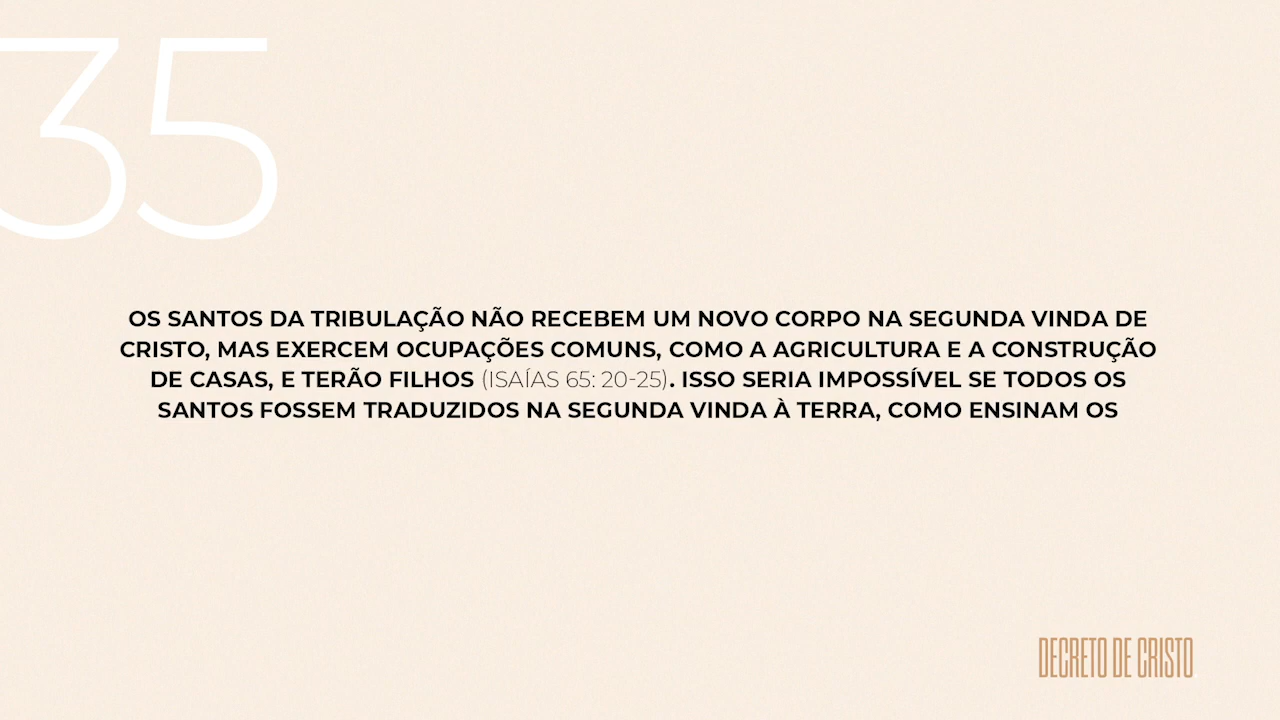 35
OS SANTOS DA TRIBULAÇÃO NÃO RECEBEM UM NOVO CORPO NA SEGUNDA VINDA DE
CRISTO, MAS EXERCEM OCUPAÇÕES COMUNS, COMO A AGRICULTURA E A CONSTRUÇÃO
DE CASAS, E TERÃO FILHOS (ISAÍAS 65: 20-25). ISSO SERIA IMPOSSÍVEL SE TODOS OS
SANTOS FOSSEM TRADUZIDOS NA SEGUNDA VINDA À TERRA, COMO ENSINAM OS
DECRETO DE CRISTO